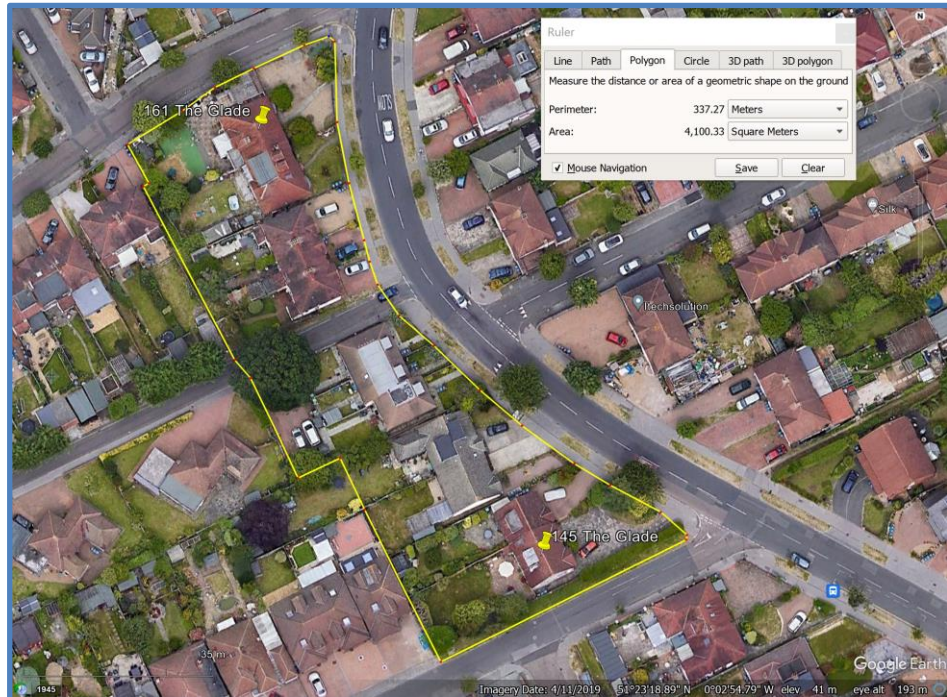 Ruler
Line Path Polygon Circle 3D path 3D polygon
Measure the distance or area of a geometric shape on the ground
Perimeter: 337.27 Meters
Area: 4,100.33 Square Meters
Mouse Navigation Save Clear
N
161 The Glade
SLOW
Silk
Itechsolution
145 The Glade
35 m
Google Earth
1945
Imagery Date: 4/11/2019 51°23'18.89" N 0°02'54.79" W elev 41 m eye alt 193 m